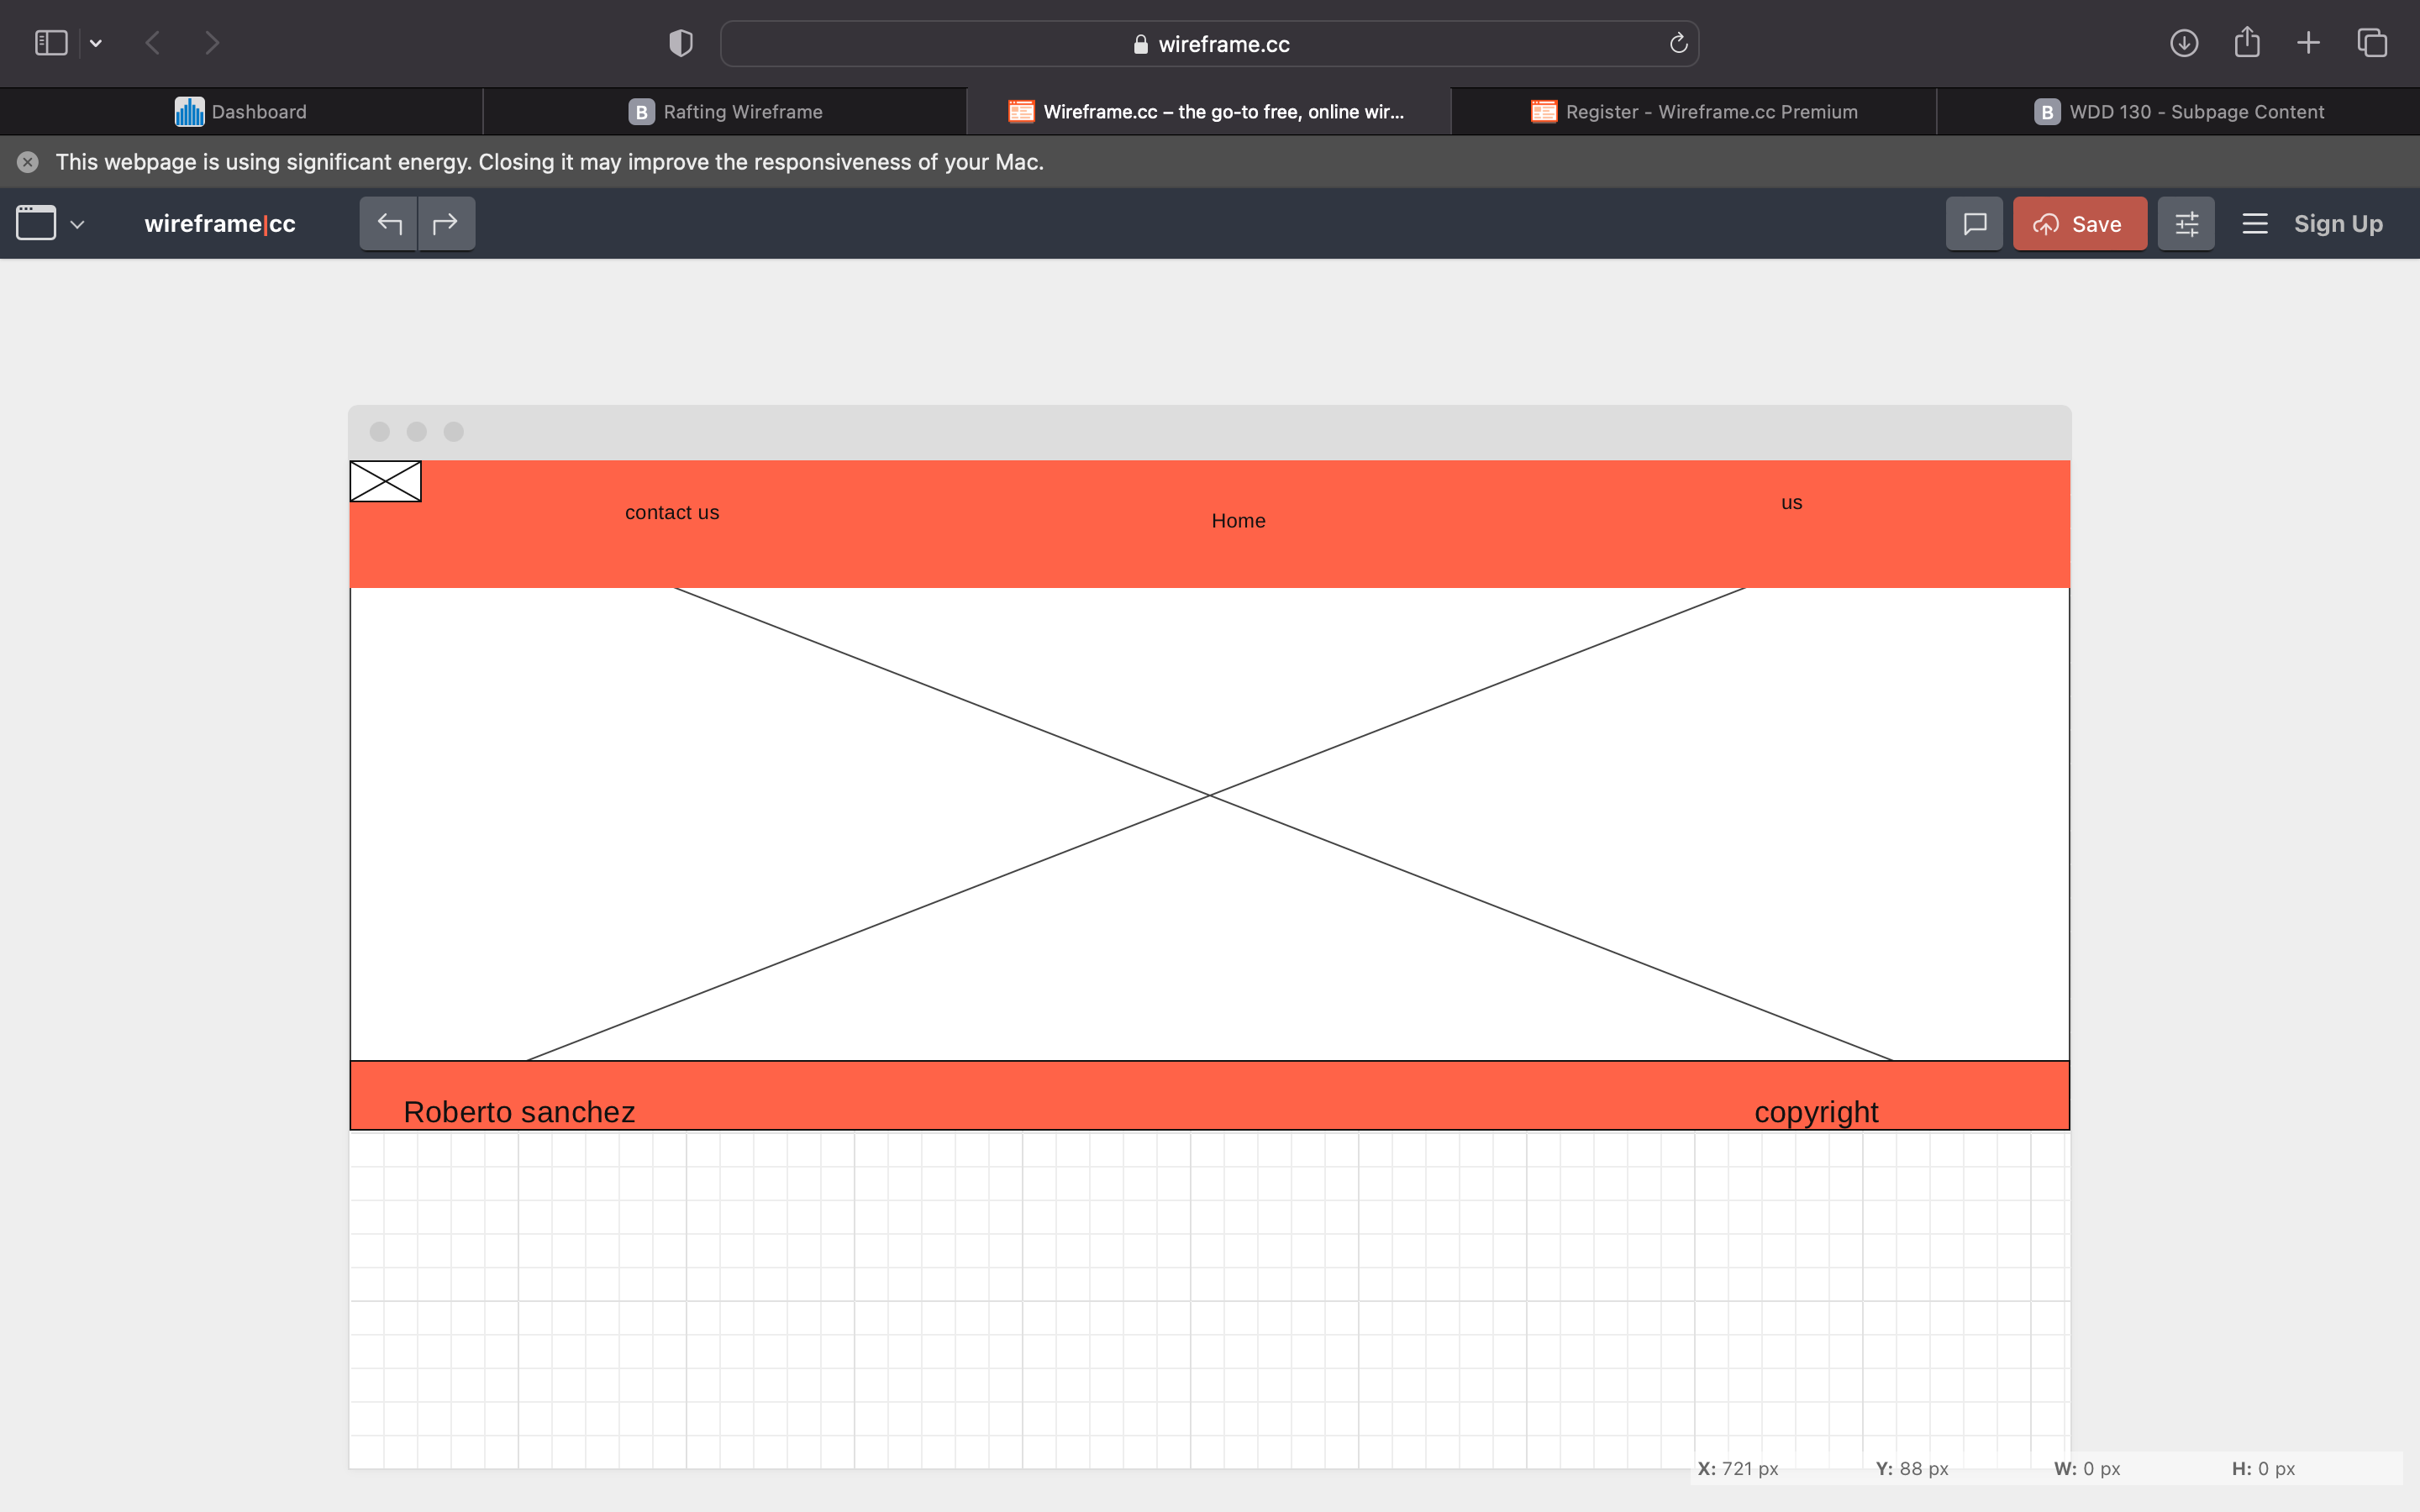 wireframe.cc
Dashboard
B Rafting Wireframe
Wireframe.cc – the go-to free, online wir...
Register - Wireframe.cc Premium
B WDD 130 - Subpage Content
This webpage is using significant energy. Closing it may improve the responsiveness of your Mac.
wireframe|cc
Save
Sign Up
contact us
Home
us
Roberto sanchez
copyright
X: 721 px Y: 88 px W: 0 px H: 0 px